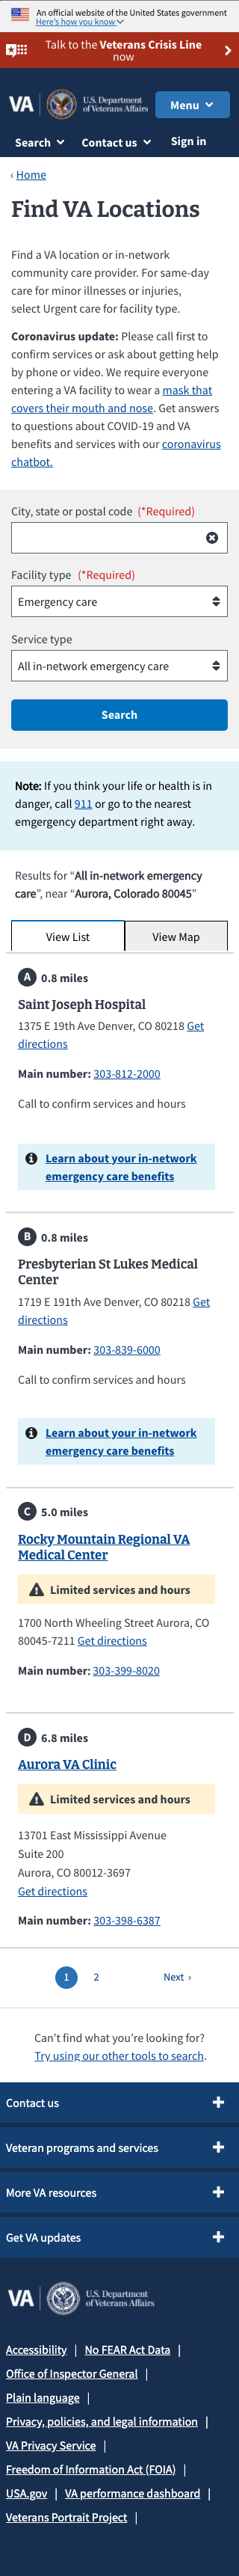 An official website of the United States government
Here's how you know
Talk to the Veterans Crisis Line
now
VA
U.S. Department
of Veterans Affairs
Menu
Search
Contact us
Sign in
‹ Home
Find VA Locations
Find a VA location or in-network
community care provider. For same-day
care for minor illnesses or injuries,
select Urgent care for facility type.
Coronavirus update: Please call first to
confirm services or ask about getting help
by phone or video. We require everyone
entering a VA facility to wear a mask that
covers their mouth and nose. Get answers
to questions about COVID-19 and VA
benefits and services with our coronavirus
chatbot.
City, state or postal code (*Required)
Facility type (*Required)
Emergency care
Service type
All in-network emergency care
Search
Note: If you think your life or health is in
danger, call 911 or go to the nearest
emgergency department right away.
Results for “All in-network emergency
care”, near “Aurora, Colorado 80045”
View List
View Map
A 0.8 miles
Saint Joseph Hospital
1375 E 19th Ave Denver, CO 80218 Get
directions
Main number: 303-812-2000
Call to confirm services and hours
Learn about your in-network
emergency care benefits
B 0.8 miles
Presbyterian St Lukes Medical
Center
1719 E 191th Ave Denver, CO 80218 Get
directions
Main number: 303-839-6000
Call to confirm services and hours
Learn about your in-network
emergency care benefits
C 5.0 miles
Rocky Mountain Regional VA
Medical Center
Limited services and hours
1700 North Wheeling Street Aurora, CO
80045-7211 Get directions
Main number: 303-399-8020
D 6.8 miles
Aurora VA Clinic
Limited services and hours
13701 East Mississippi Avenue
Suite 200
Aurora, CO 80012-3697
Get directions
Main number: 303-398-6387
1 2 Next ›
Can’t find what you’re looking for?
Try using our other tools to search.
Contact us
Veteran programs and services
More VA resources
Get VA updates
VA
U.S. Department
of Veterans Affairs
Accessibility | No FEAR Act Data |
Office of Inspector General |
Plain language |
Privacy, policies, and legal information |
VA Privacy Service |
Freedom of Information Act (FOIA) |
USA.gov | VA performance dashboard |
Veterans Portrait Project |